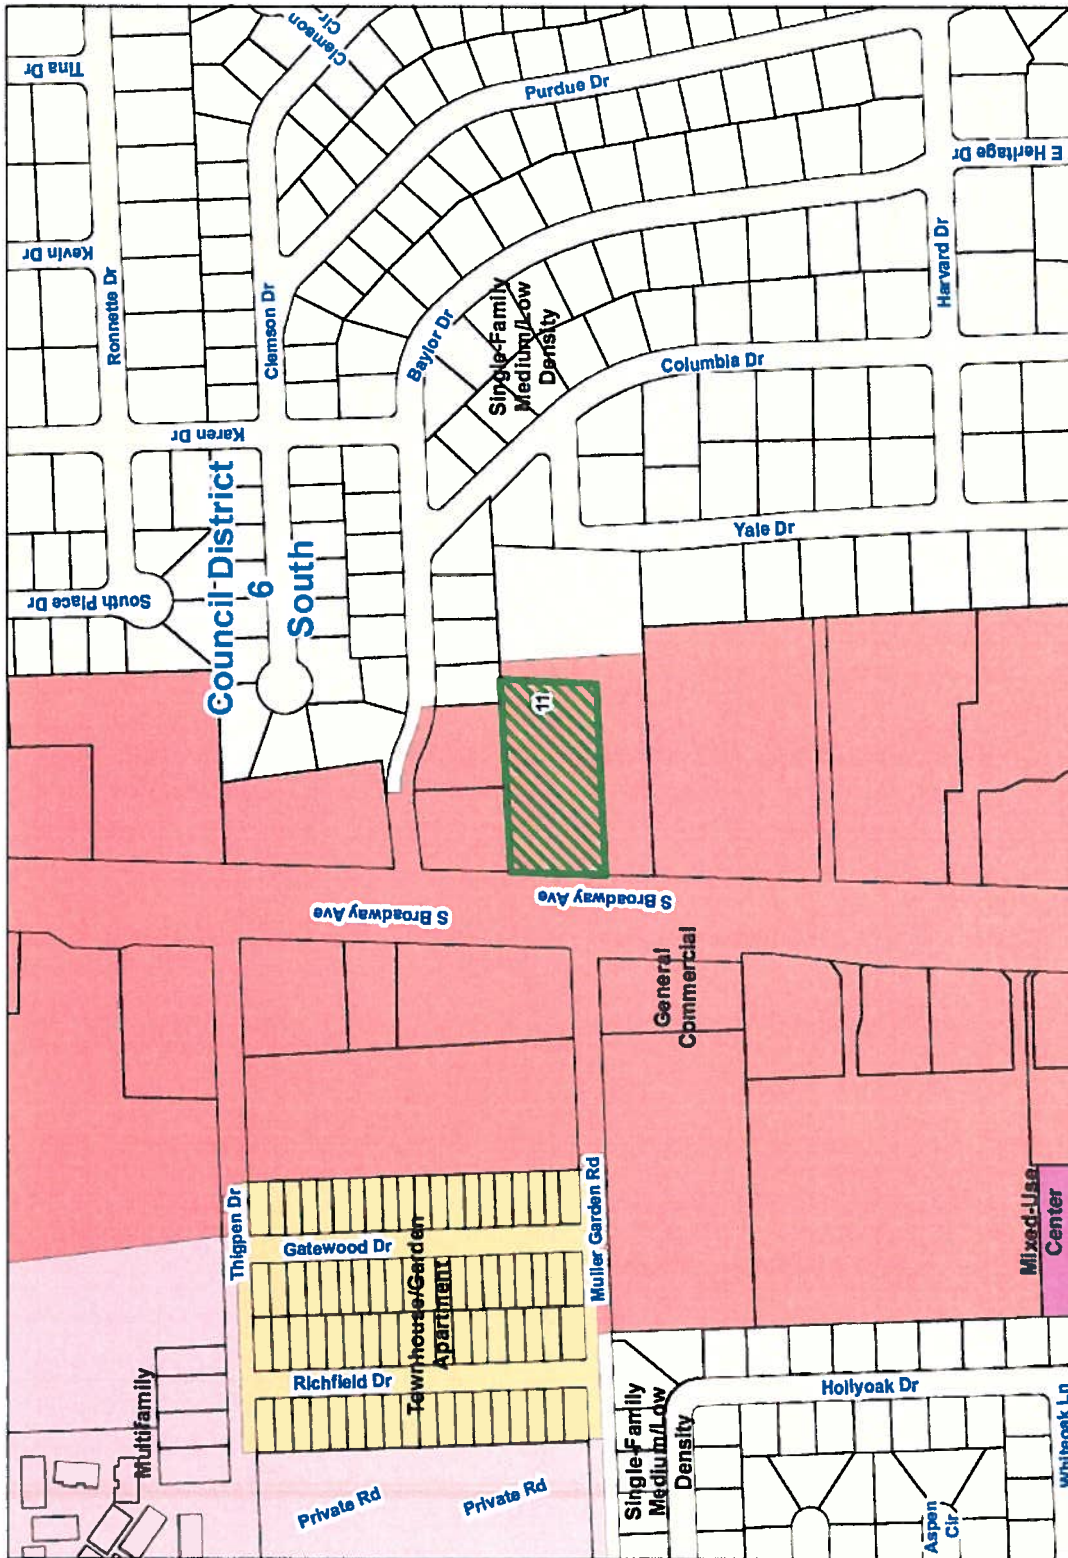 Tina Dr
Kevin Dr
Ronnette Dr
Clemson
Cir
Purdue Dr
E Heritage Dr
Clemson Dr
Harvard Dr
Baylor Dr
Single-Family
Medium/Low
Density
Columbia Dr
Karen Dr
Council District
6
South
Yale Dr
South Place Dr
11
S Broadway Ave
S Broadway Ave
General
Commercial
Thigpen Dr
Gatewood Dr
Muller Garden Rd
Townhouse/Garden
Apartment
Richfield Dr
Mixed-Use
Center
Multifamily
Private Rd
Private Rd
Single-Family
Medium/Low
Density
Hollyoak Dr
Aspen
Cir
Whiteoak Ln